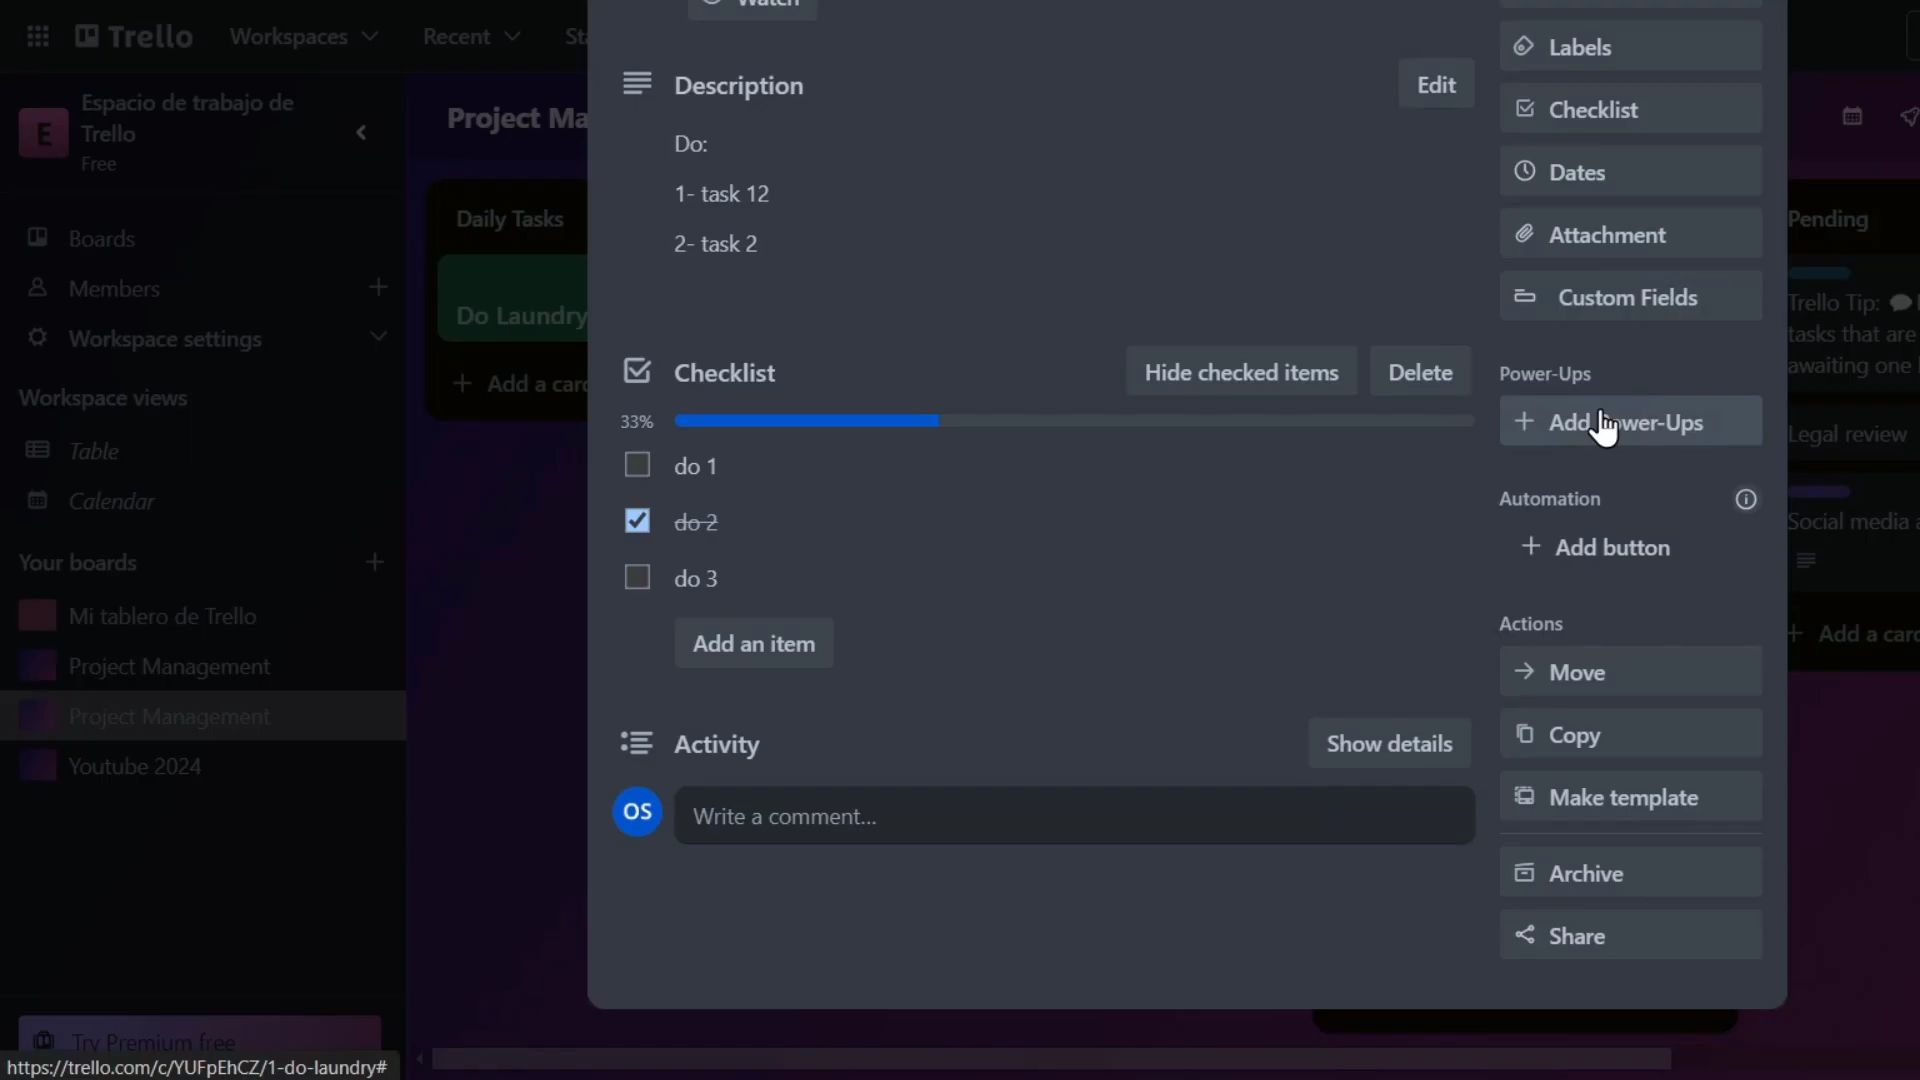 Trello
Workspaces
Recent
Watch
Espacio de trabajo de
Trello
Free
E
Boards
Members
Workspace settings
Workspace views
Table
Calendar
Your boards
Mi tablero de Trello
Project Management
Project Management
Youtube 2024
Try Premium free
https://trello.com/c/YUFpEhCZ/1-do-laundry#
Project Ma
Daily Tasks
Do Laundry
Add a card
Description
Edit
Do:
1- task 12
2- task 2
Checklist
Hide checked items
Delete
33%
do 1
do 2
do 3
Add an item
Activity
Show details
OS
Write a comment...
Labels
Checklist
Dates
Attachment
Custom Fields
Power-Ups
Add Power-Ups
Automation
Add button
Actions
Move
Copy
Make template
Archive
Share
Pending
Trello Tip:
tasks that are
awaiting one
Legal review
Social media
Add a card